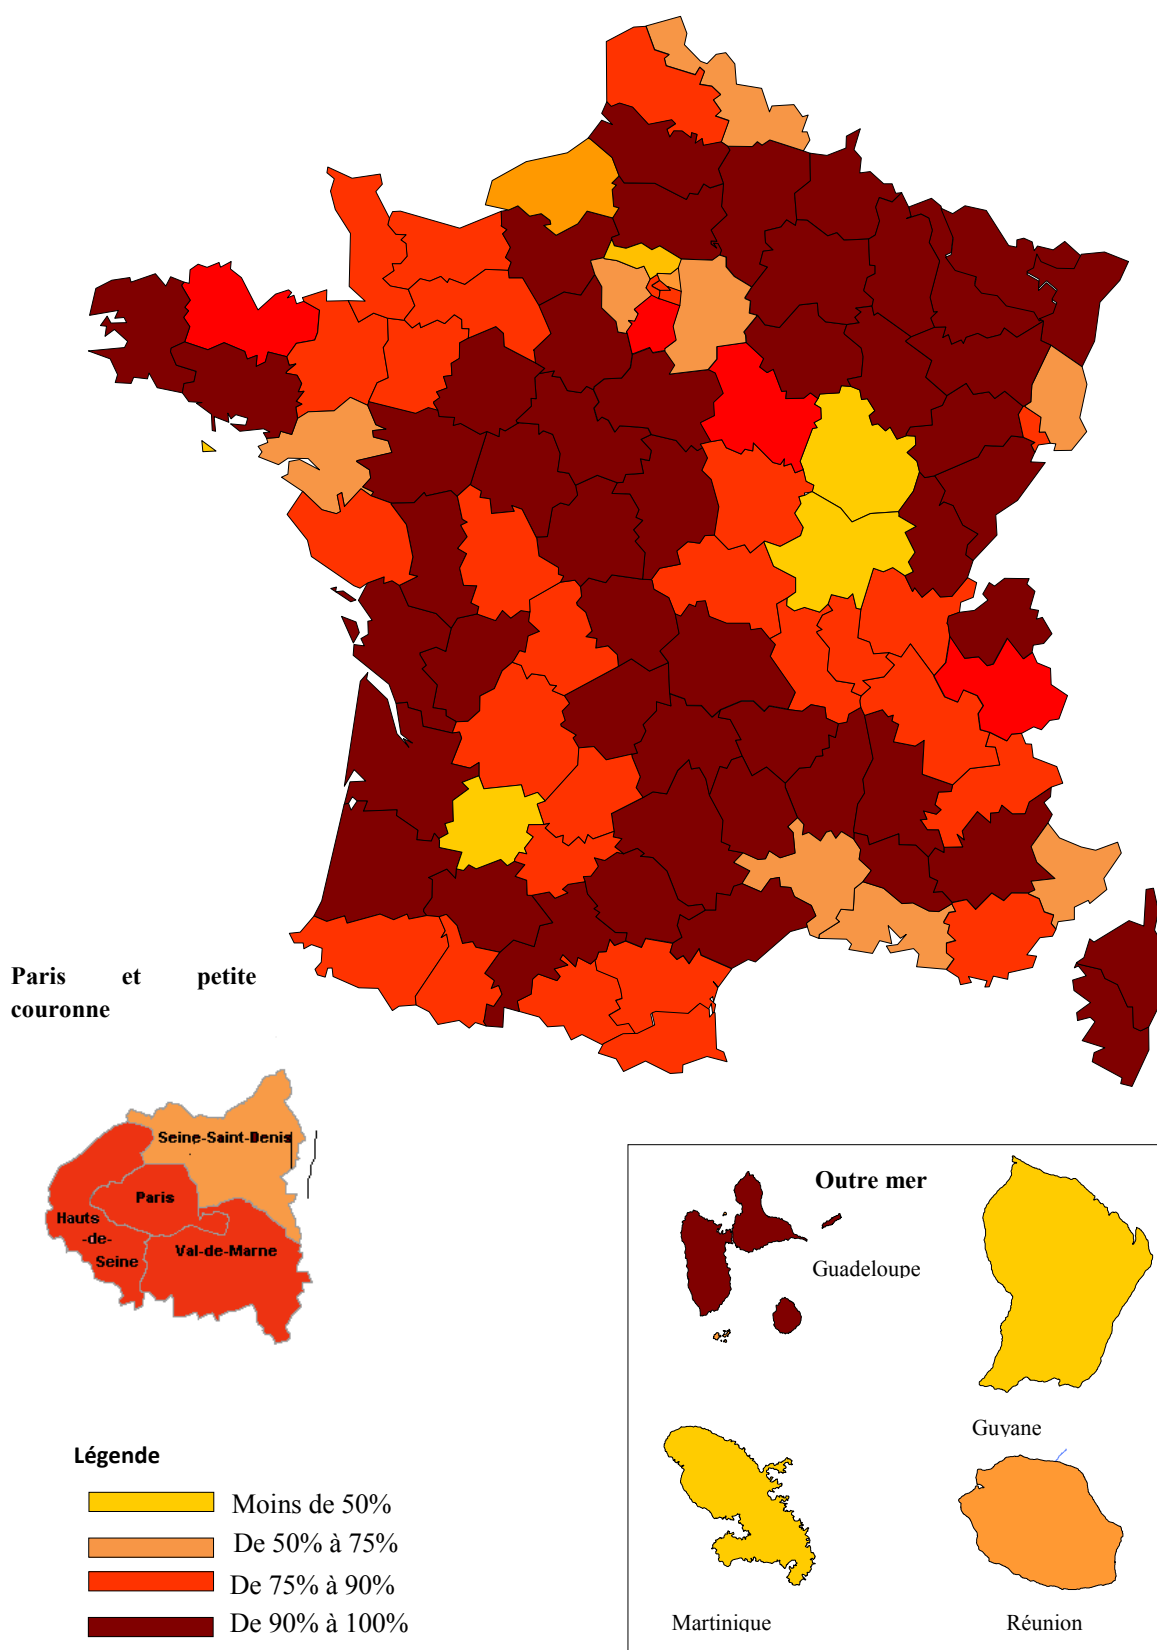 Paris et petite
couronne
Seine-Saint-Denis
Paris
Hauts
-de-
Seine
Val-de-Marne
Outre mer
Guadeloupe
Guyane
Martinique
Réunion
Légende
Moins de 50%
De 50% à 75%
De 75% à 90%
De 90% à 100%